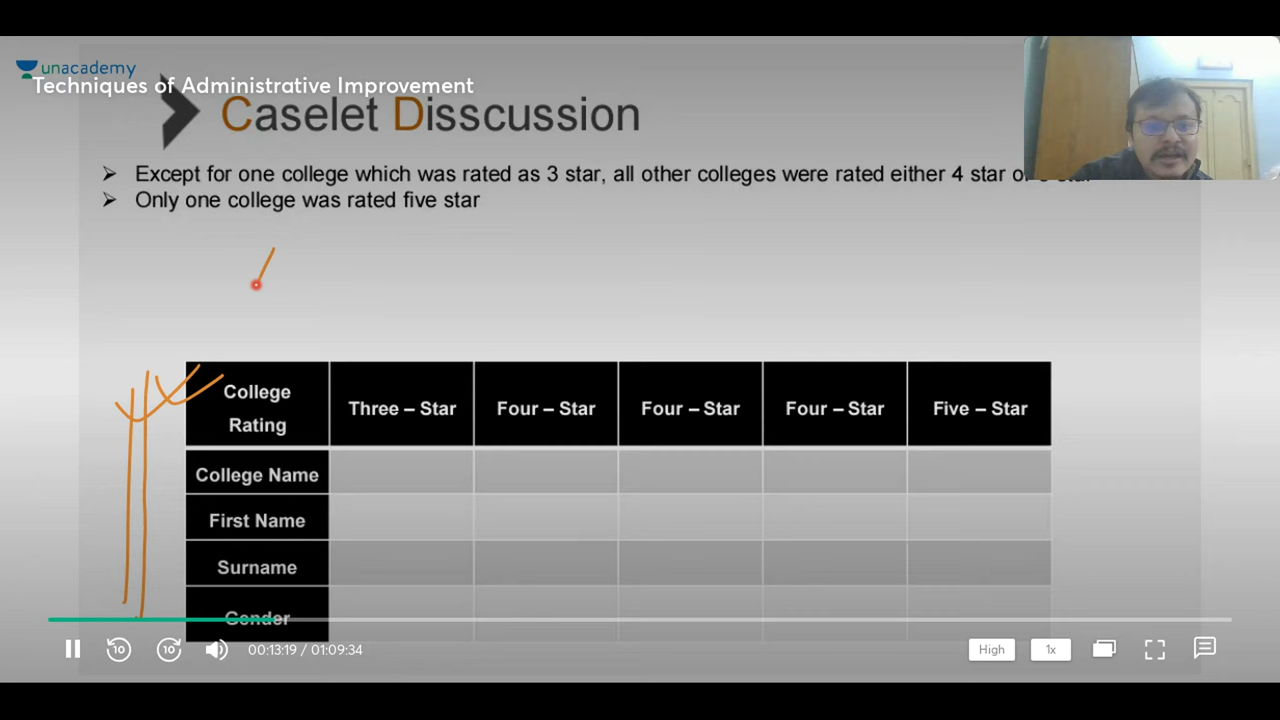 unacademy
Techniques of Administrative Improvement
Caselet Disscussion
Except for one college which was rated as 3 star, all other colleges were rated either 4 star
Only one college was rated five star
College Rating
Three – Star
Four – Star
Four – Star
Four – Star
Five – Star
College Name
First Name
Surname
Gender
10
10
00:13:19 / 01:09:34
High
1x